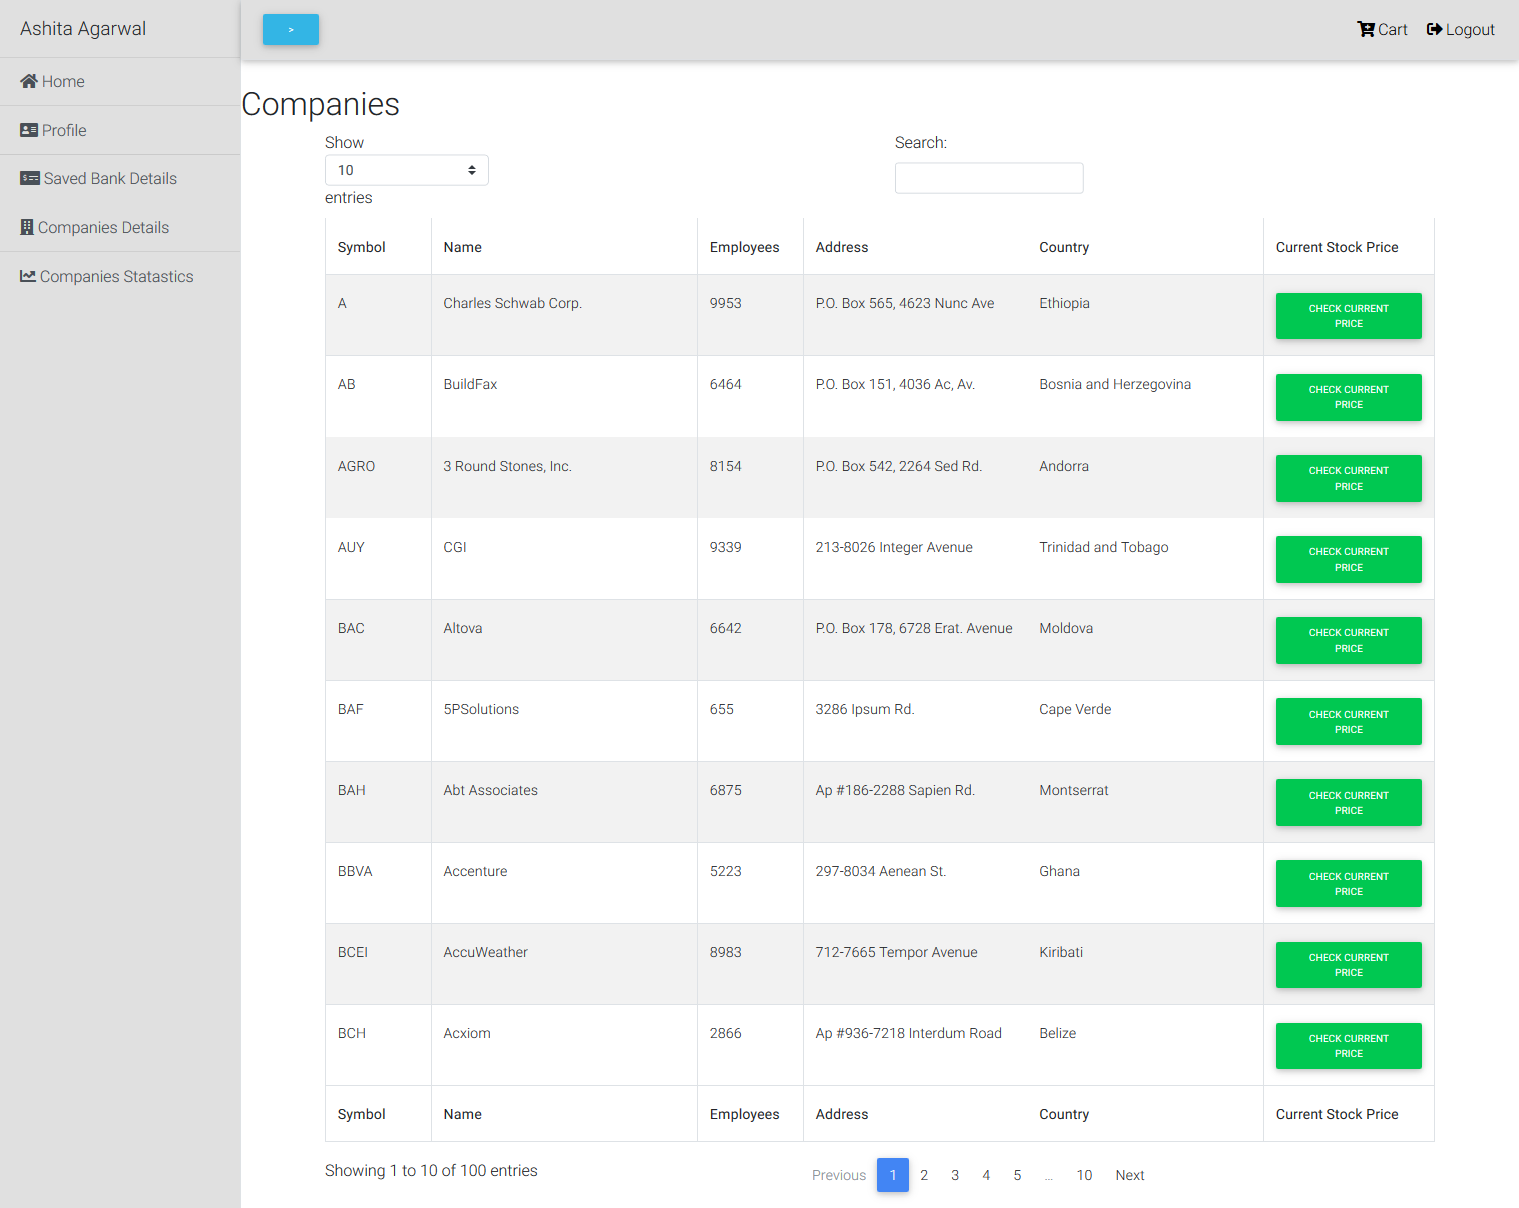 Ashita Agarwal
>
Cart Logout
Home
Profile
Saved Bank Details
Companies Details
Companies Statastics
Companies
Show
10
entries
Search:
Symbol Name Employees Address Country Current Stock Price
A Charles Schwab Corp. 9953 P.O. Box 565, 4623 Nunc Ave Ethiopia CHECK CURRENT
PRICE
AB BuildFax 6464 P.O. Box 151, 4036 Ac, Av. Bosnia and Herzegovina CHECK CURRENT
PRICE
AGRO 3 Round Stones, Inc. 8154 P.O. Box 542, 2264 Sed Rd. Andorra CHECK CURRENT
PRICE
AUY CGI 9339 213-8026 Integer Avenue Trinidad and Tobago CHECK CURRENT
PRICE
BAC Altova 6642 P.O. Box 178, 6728 Erat. Avenue Moldova CHECK CURRENT
PRICE
BAF 5PSolutions 655 3286 Ipsum Rd. Cape Verde CHECK CURRENT
PRICE
BAH Abt Associates 6875 Ap #186-2288 Sapien Rd. Montserrat CHECK CURRENT
PRICE
BBVA Accenture 5223 297-8034 Aenean St. Ghana CHECK CURRENT
PRICE
BCEI AccuWeather 8983 712-7665 Tempor Avenue Kiribati CHECK CURRENT
PRICE
BCH Acxiom 2866 Ap #936-7218 Interdum Road Belize CHECK CURRENT
PRICE
Symbol Name Employees Address Country Current Stock Price
Showing 1 to 10 of 100 entries
Previous 1 2 3 4 5 … 10 Next